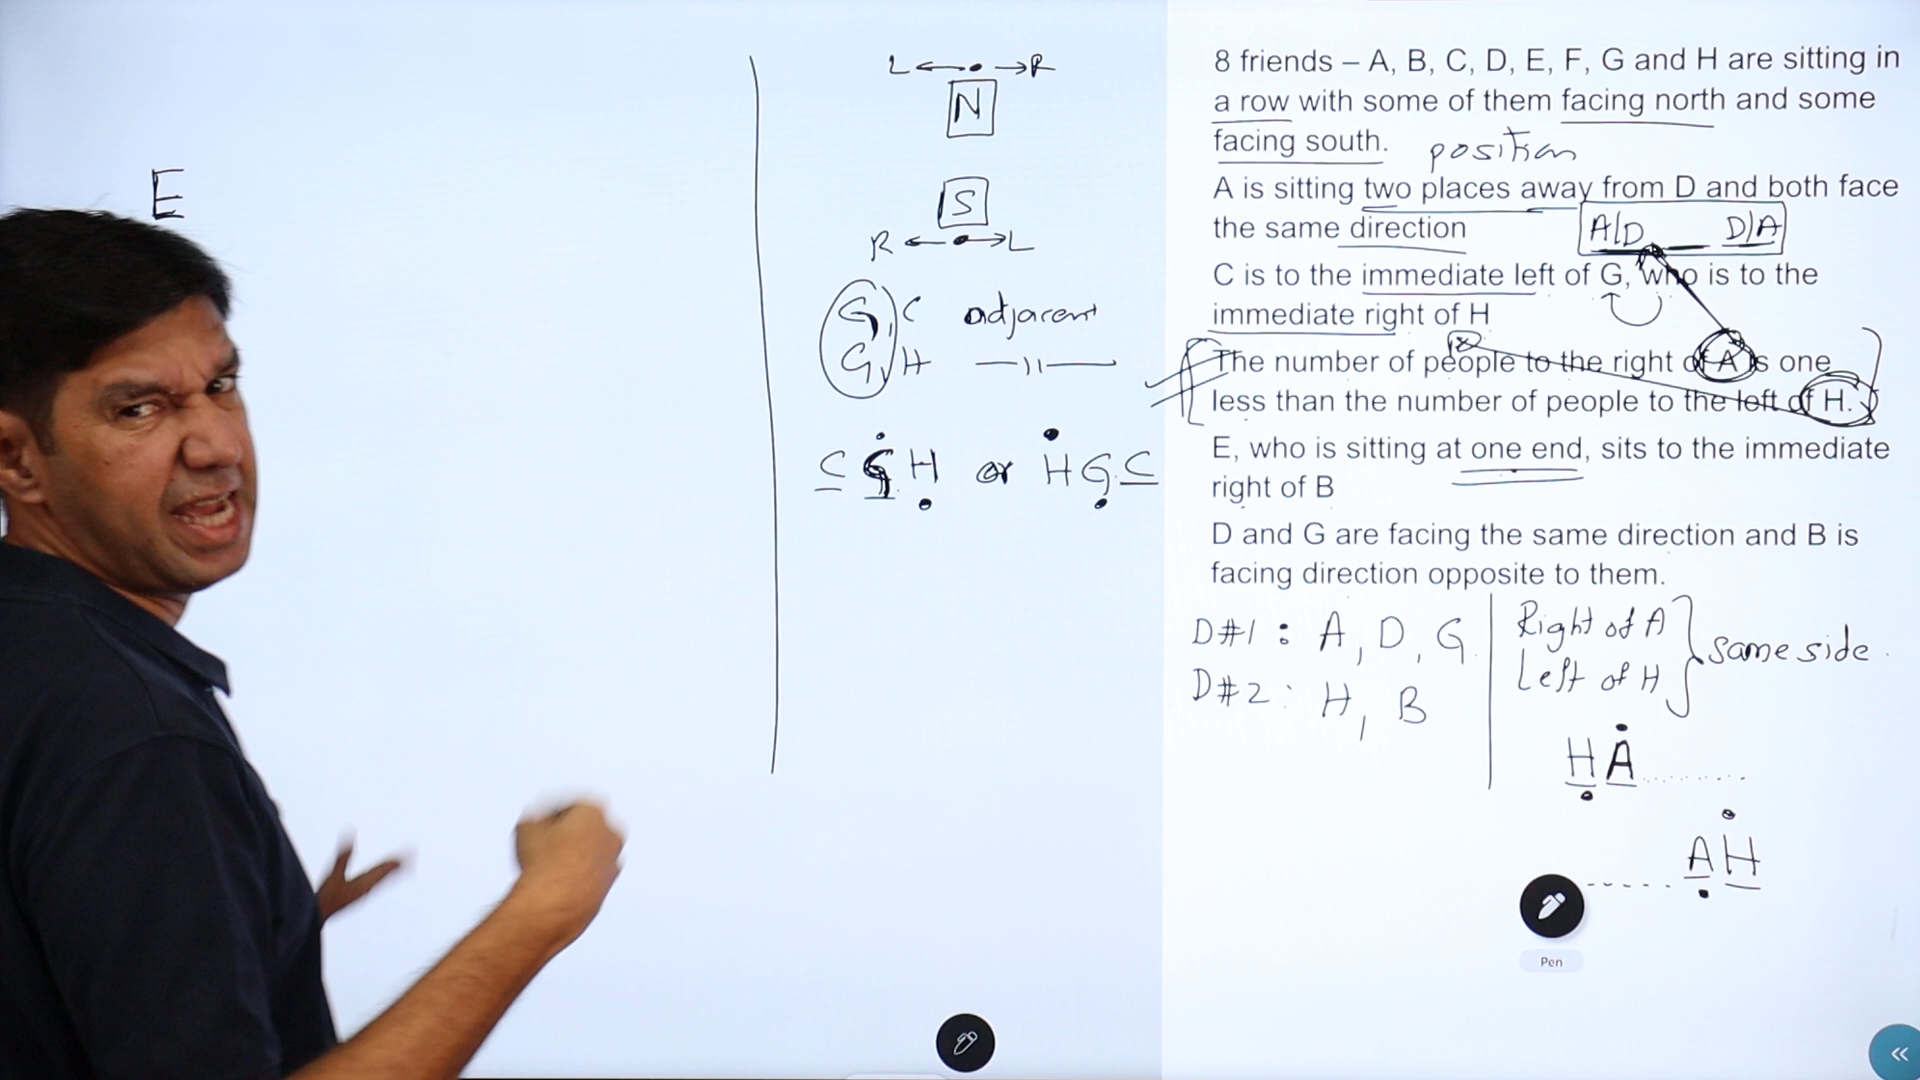 E
L ← • → R
N
S
R ← • → L
G, C adjacent
G, H —〃—
C G H or H G C
8 friends – A, B, C, D, E, F, G and H are sitting in
a row with some of them facing north and some
facing south.
position
A is sitting two places away from D and both face
the same direction
A/D D/A
C is to the immediate left of G, who is to the
immediate right of H
The number of people to the right of A is one
less than the number of people to the left of H.
E, who is sitting at one end, sits to the immediate
right of B
D and G are facing the same direction and B is
facing direction opposite to them.
D#1 : A, D, G
D#2 : H, B
Right of A
Left of H
same side
H A
A H
Pen